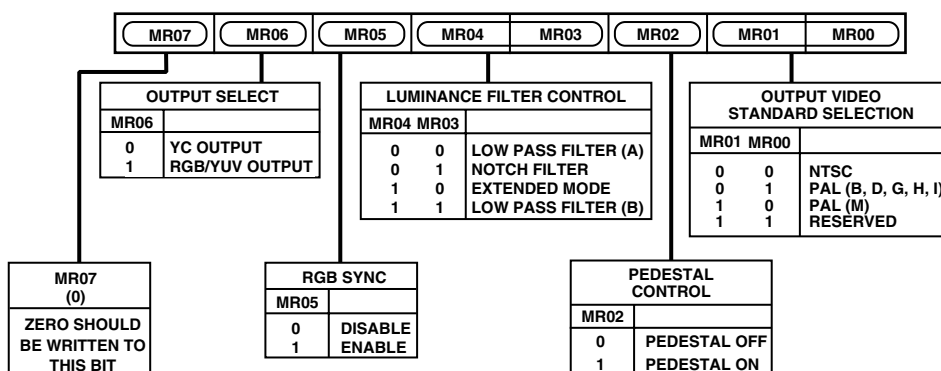 MR07 MR06 MR05 MR04 MR03 MR02 MR01 MR00
OUTPUT SELECT
MR06
0 YC OUTPUT
1 RGB/YUV OUTPUT
LUMINANCE FILTER CONTROL
MR04 MR03
0 0 LOW PASS FILTER (A)
0 1 NOTCH FILTER
1 0 EXTENDED MODE
1 1 LOW PASS FILTER (B)
OUTPUT VIDEO
STANDARD SELECTION
MR01 MR00
0 0 NTSC
0 1 PAL (B, D, G, H, I)
1 0 PAL (M)
1 1 RESERVED
MR07
(0)
ZERO SHOULD
BE WRITTEN TO
THIS BIT
RGB SYNC
MR05
0 DISABLE
1 ENABLE
PEDESTAL
CONTROL
MR02
0 PEDESTAL OFF
1 PEDESTAL ON